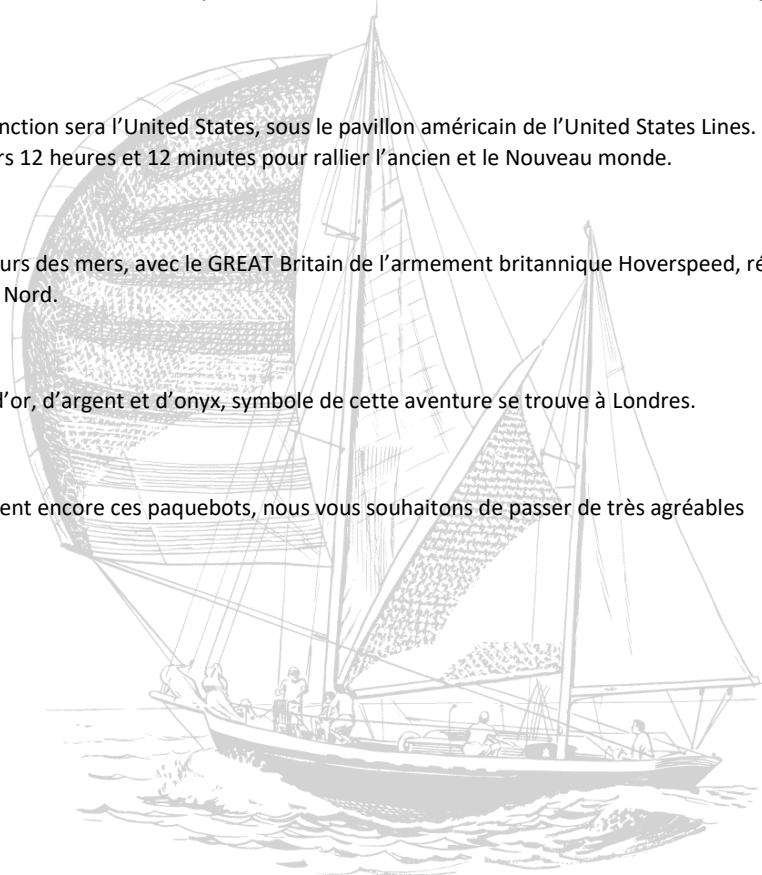 nction sera l’United States, sous le pavillon américain de l’United States Lines.
rs 12 heures et 12 minutes pour rallier l’ancien et le Nouveau monde.
urs des mers, avec le GREAT Britain de l’armement britannique Hoverspeed, ré
Nord.
d’or, d’argent et d’onyx, symbole de cette aventure se trouve à Londres.
ent encore ces paquebots, nous vous souhaitons de passer de très agréables